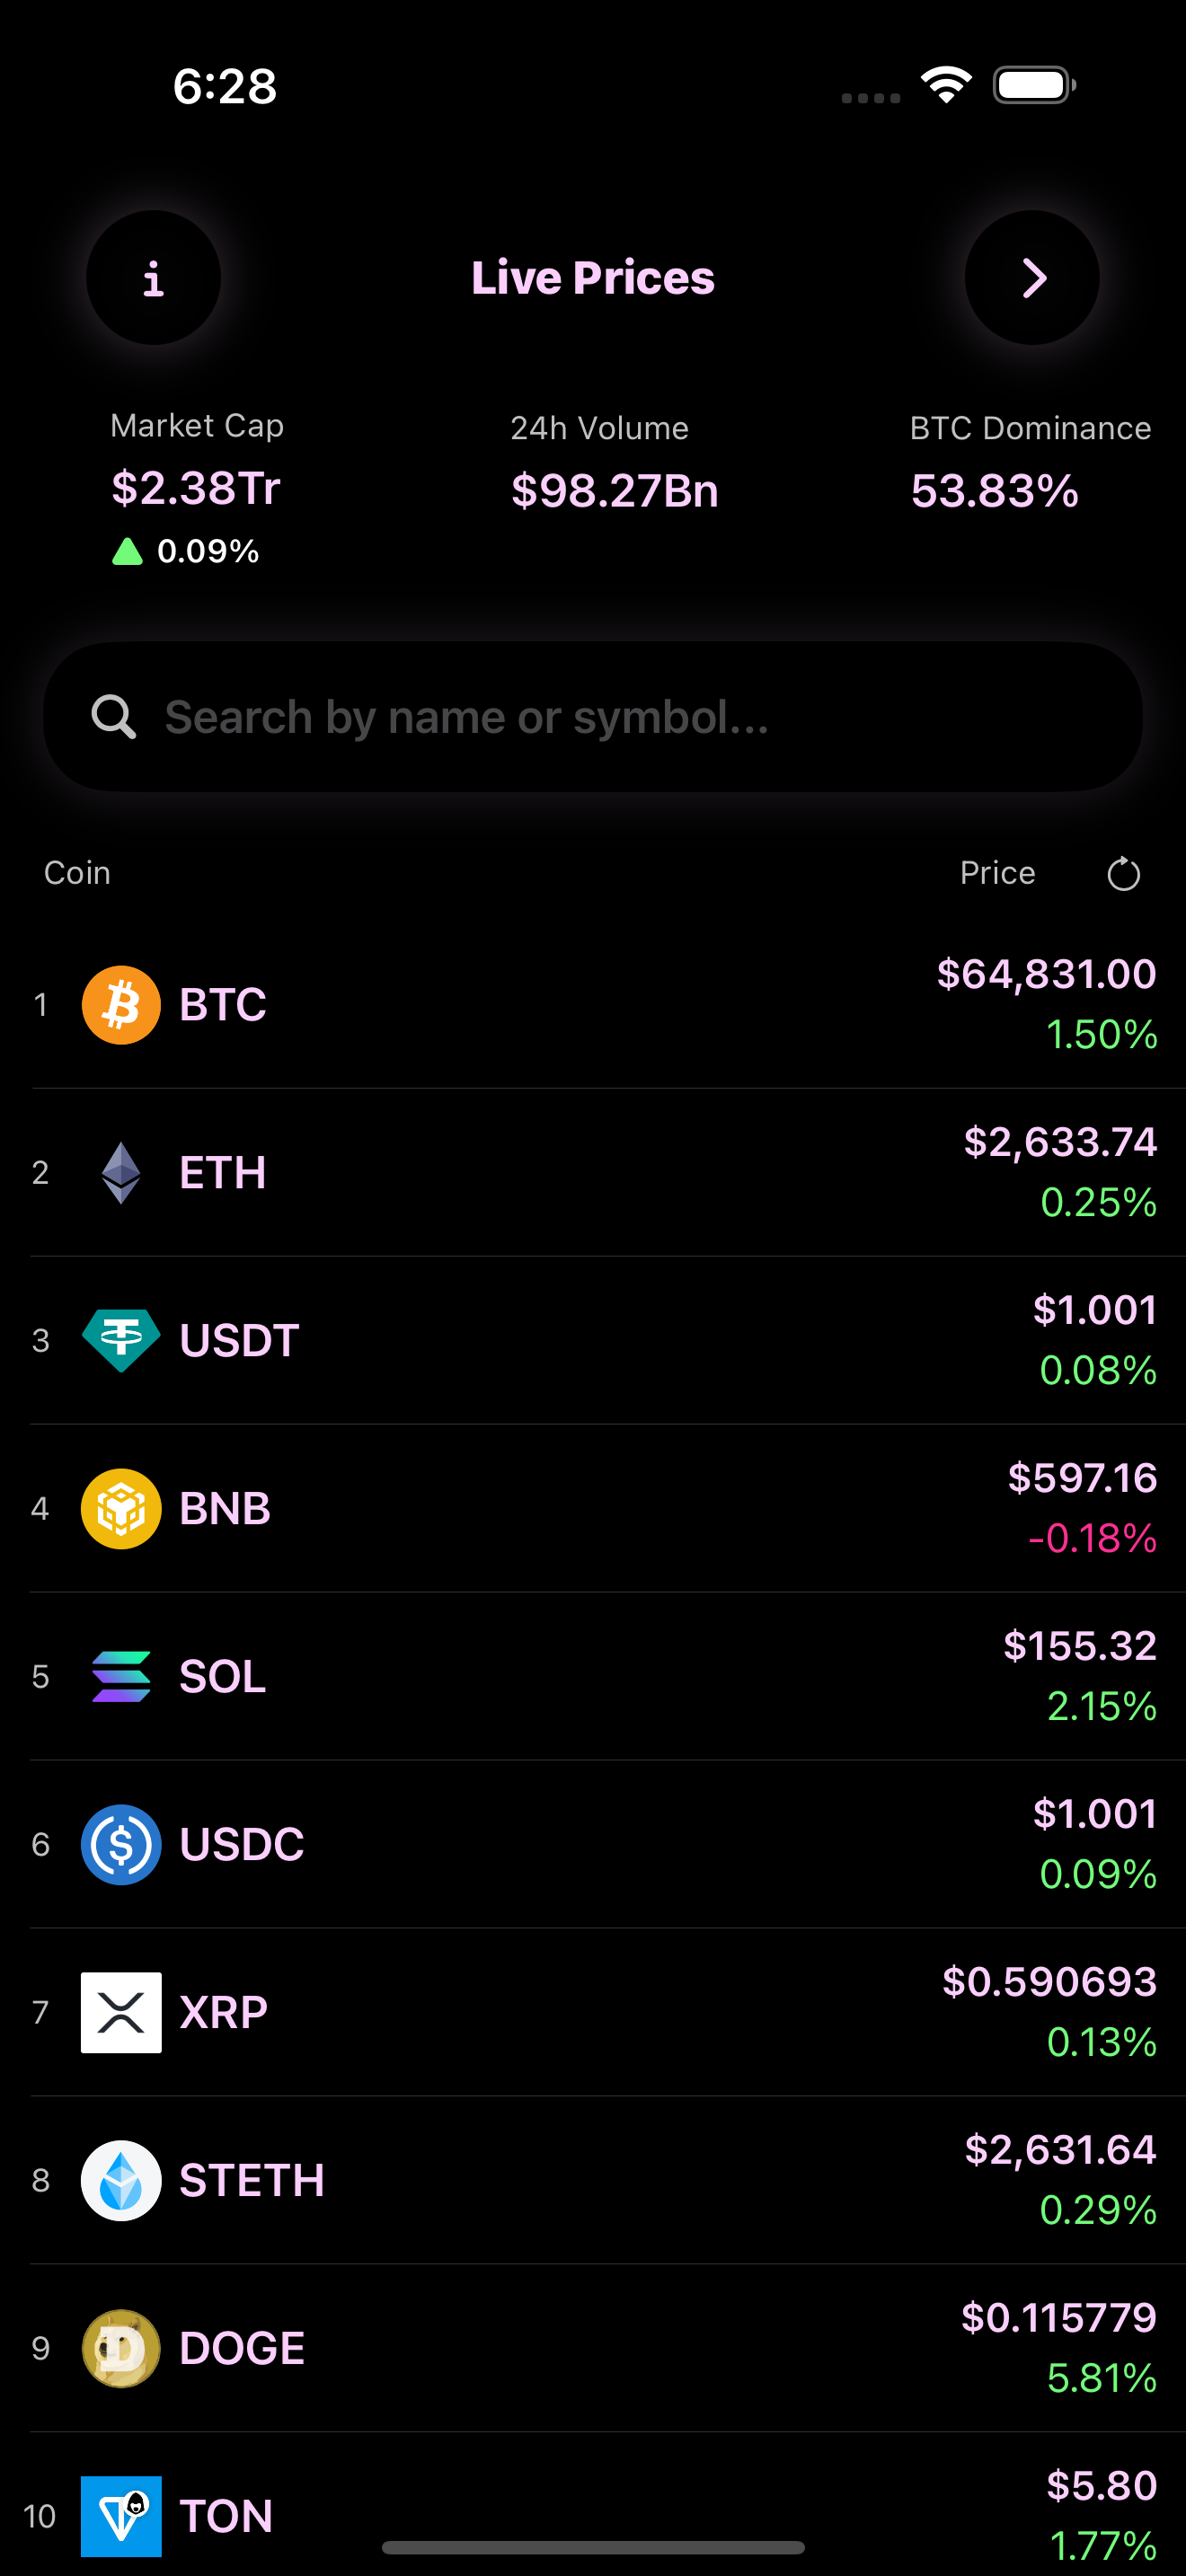 6:28
Live Prices
Market Cap 24h Volume BTC Dominance
$2.38Tr $98.27Bn 53.83%
0.09%
Search by name or symbol...
Coin Price
1 BTC $64,831.00
1.50%
2 ETH $2,633.74
0.25%
3 USDT $1.001
0.08%
4 BNB $597.16
-0.18%
5 SOL $155.32
2.15%
6 USDC $1.001
0.09%
7 XRP $0.590693
0.13%
8 STETH $2,631.64
0.29%
9 DOGE $0.115779
5.81%
10 TON $5.80
1.77%